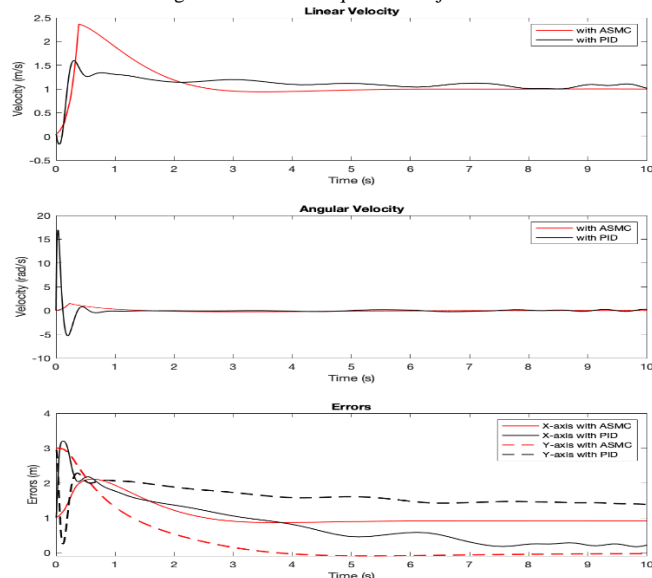 Linear Velocity
2.5
2
1.5
1
0.5
0
-0.5
Velocity (m/s)
with ASMC
with PID
0 1 2 3 4 5 6 7 8 9 10
Time (s)
Angular Velocity
20
15
10
5
0
-5
-10
Velocity (rad/s)
with ASMC
with PID
0 1 2 3 4 5 6 7 8 9 10
Time (s)
Errors
4
3
2
1
0
Errors (m)
X-axis with ASMC
X-axis with PID
Y-axis with ASMC
Y-axis with PID
0 1 2 3 4 5 6 7 8 9 10
Time (s)